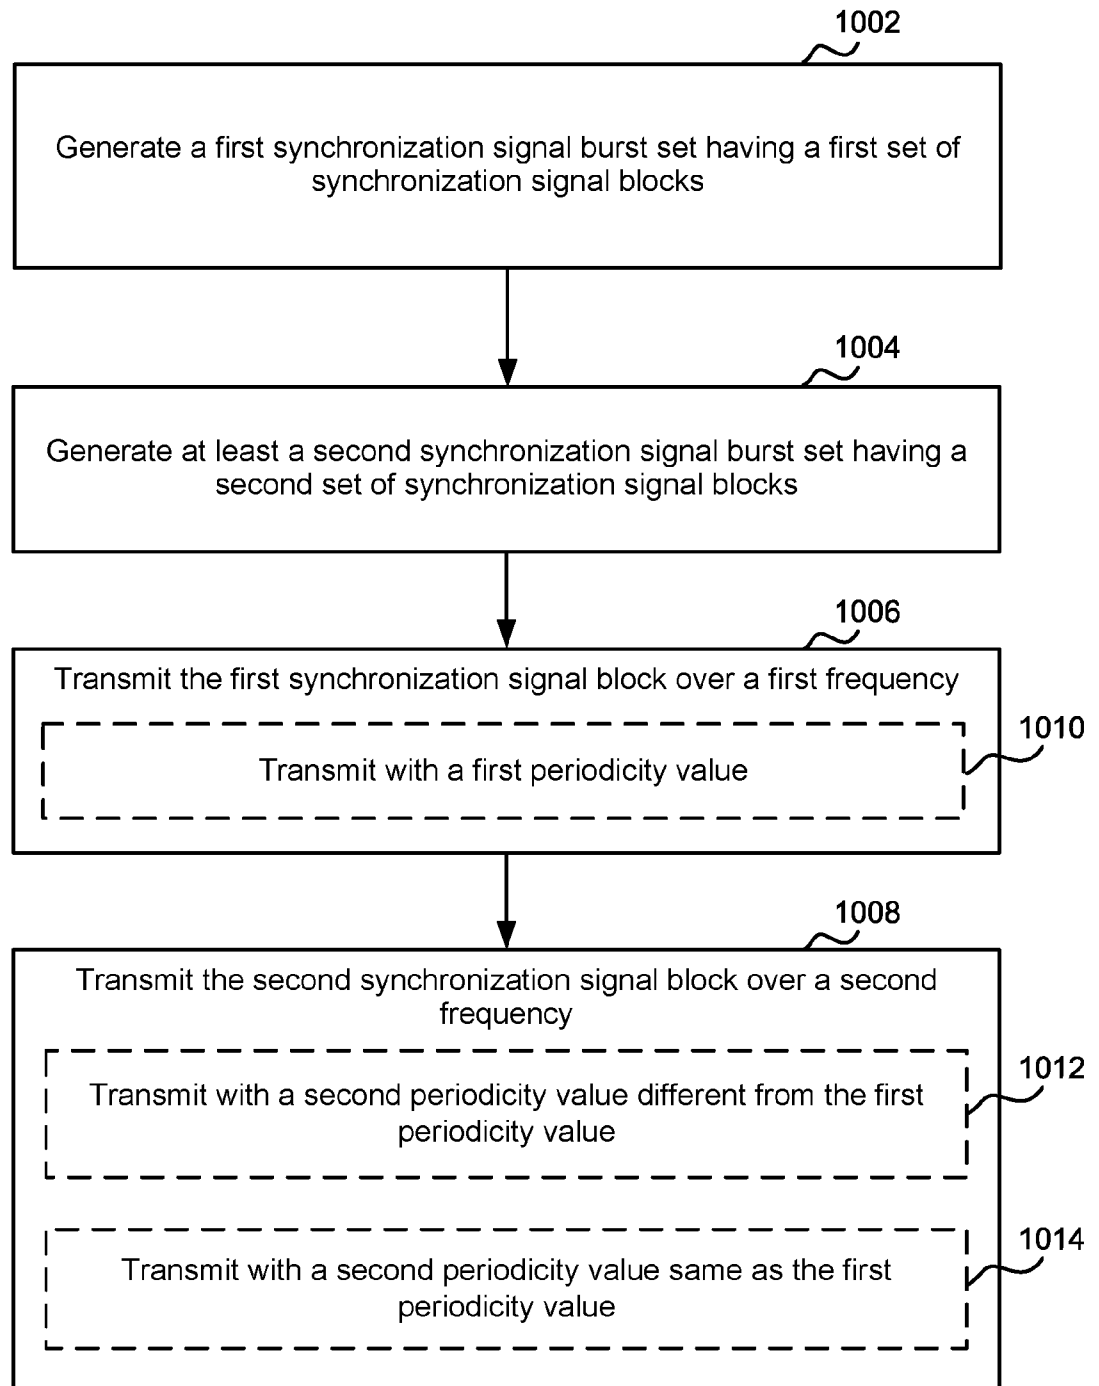 1002
Generate a first synchronization signal burst set having a first set of
synchronization signal blocks
1004
Generate at least a second synchronization signal burst set having a
second set of synchronization signal blocks
1006
Transmit the first synchronization signal block over a first frequency
1010
Transmit with a first periodicity value
1008
Transmit the second synchronization signal block over a second
frequency
1012
Transmit with a second periodicity value different from the first
periodicity value
1014
Transmit with a second periodicity value same as the first
periodicity value